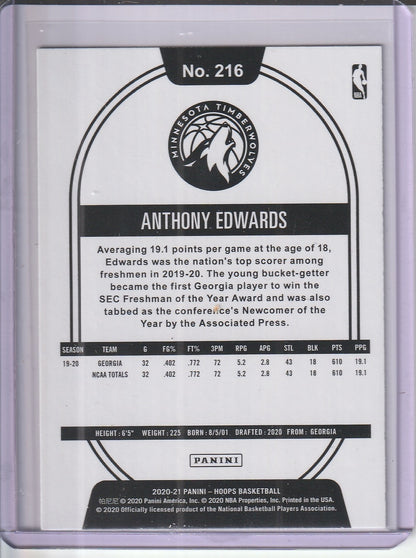 No. 216
NBA
MINNESOTA TIMBERWOLVES
ANTHONY EDWARDS
Averaging 19.1 points per game at the age of 18,
Edwards was the nation's top scorer among
freshmen in 2019-20. The young bucket-getter
became the first Georgia player to win the
SEC Freshman of the Year Award and was also
tabbed as the conference's Newcomer of the
Year by the Associated Press.
SEASON TEAM G FG% FT% 3PM RPG APG STL BLK PTS PPG
19-20 GEORGIA 32 .402 .772 72 5.2 2.8 43 18 610 19.1
NCAA TOTALS 32 .402 .772 72 5.2 2.8 43 18 610 19.1
HEIGHT: 6'5" WEIGHT: 225 BORN: 8/5/01 DRAFTED: 2020 FROM: GEORGIA
PANINI
2020-21 PANINI – HOOPS BASKETBALL
帕尼尼 © 2020 Panini America, Inc. © 2020 NBA Properties, Inc. Printed in the USA.
© 2020 Officially licensed product of the National Basketball Players Association.